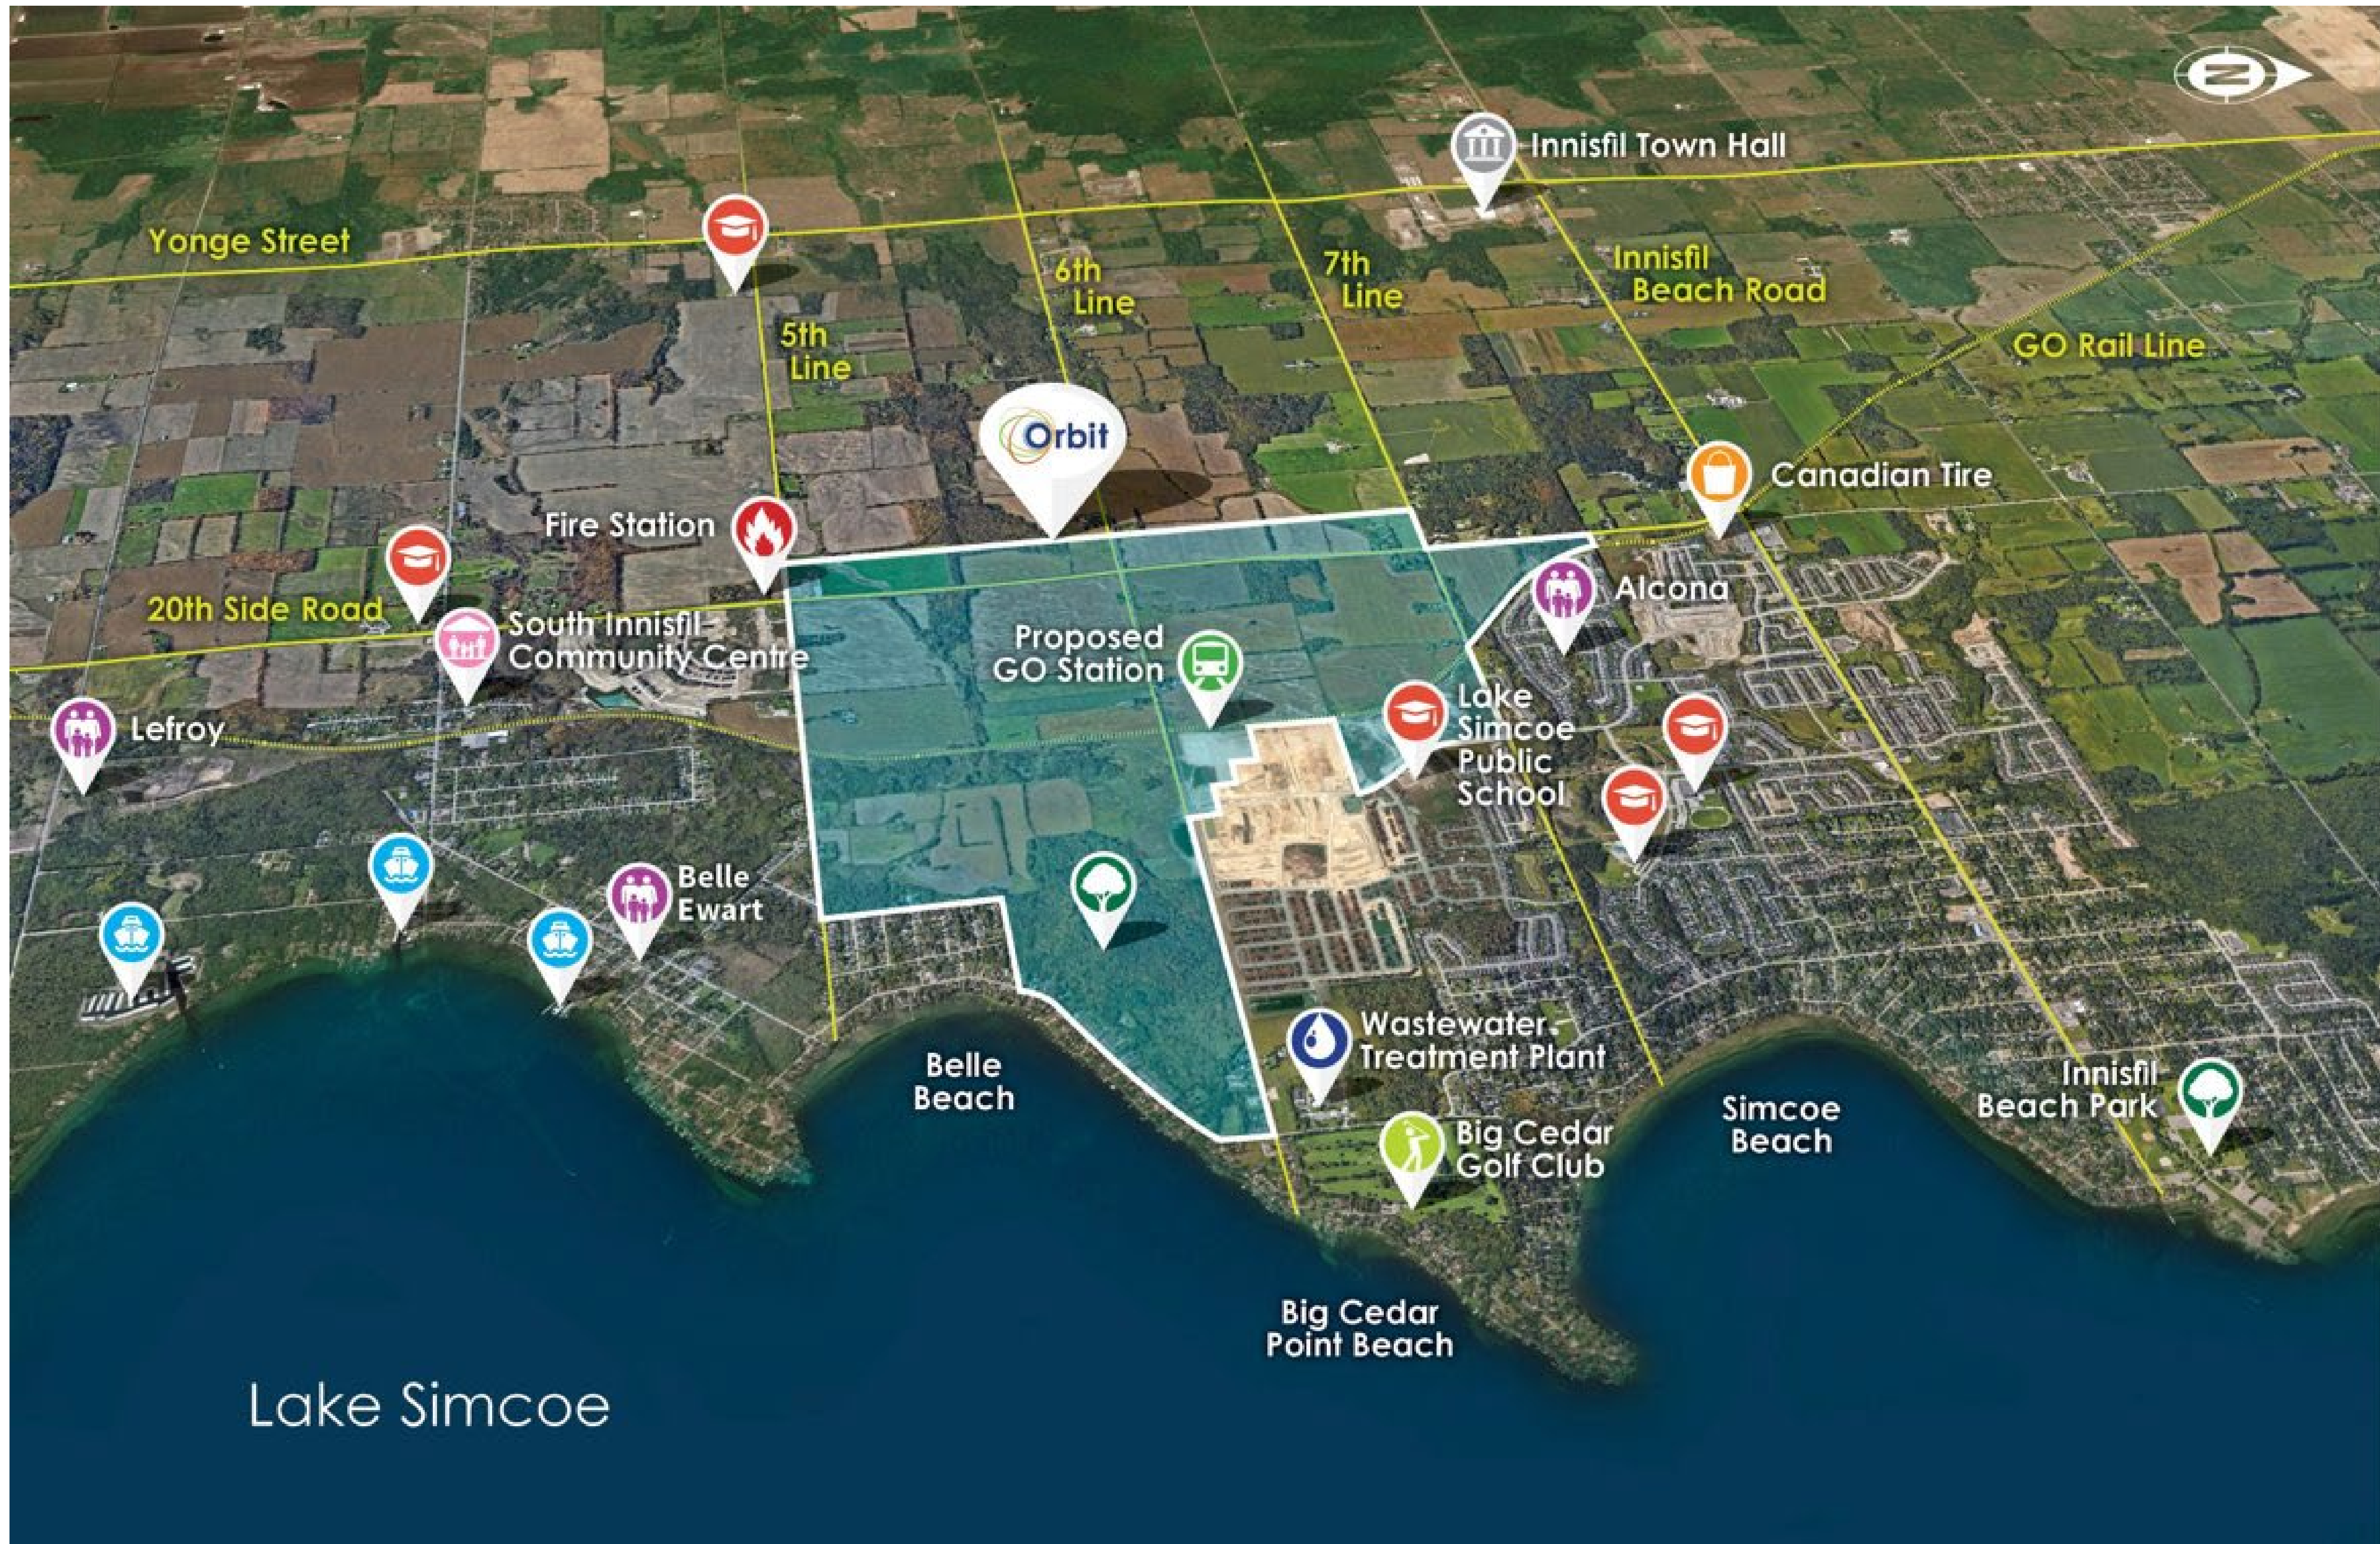 N
Innisfil Town Hall
Yonge Street
6th
Line
7th
Line
Innisfil
Beach Road
5th
Line
GO Rail Line
Orbit
Canadian Tire
Fire Station
Alcona
20th Side Road
South Innisfil
Community Centre
Proposed
GO Station
Lake
Simcoe
Public
School
Lefroy
Belle
Ewart
Wastewater
Treatment Plant
Belle
Beach
Innisfil
Beach Park
Simcoe
Beach
Big Cedar
Golf Club
Big Cedar
Point Beach
Lake Simcoe